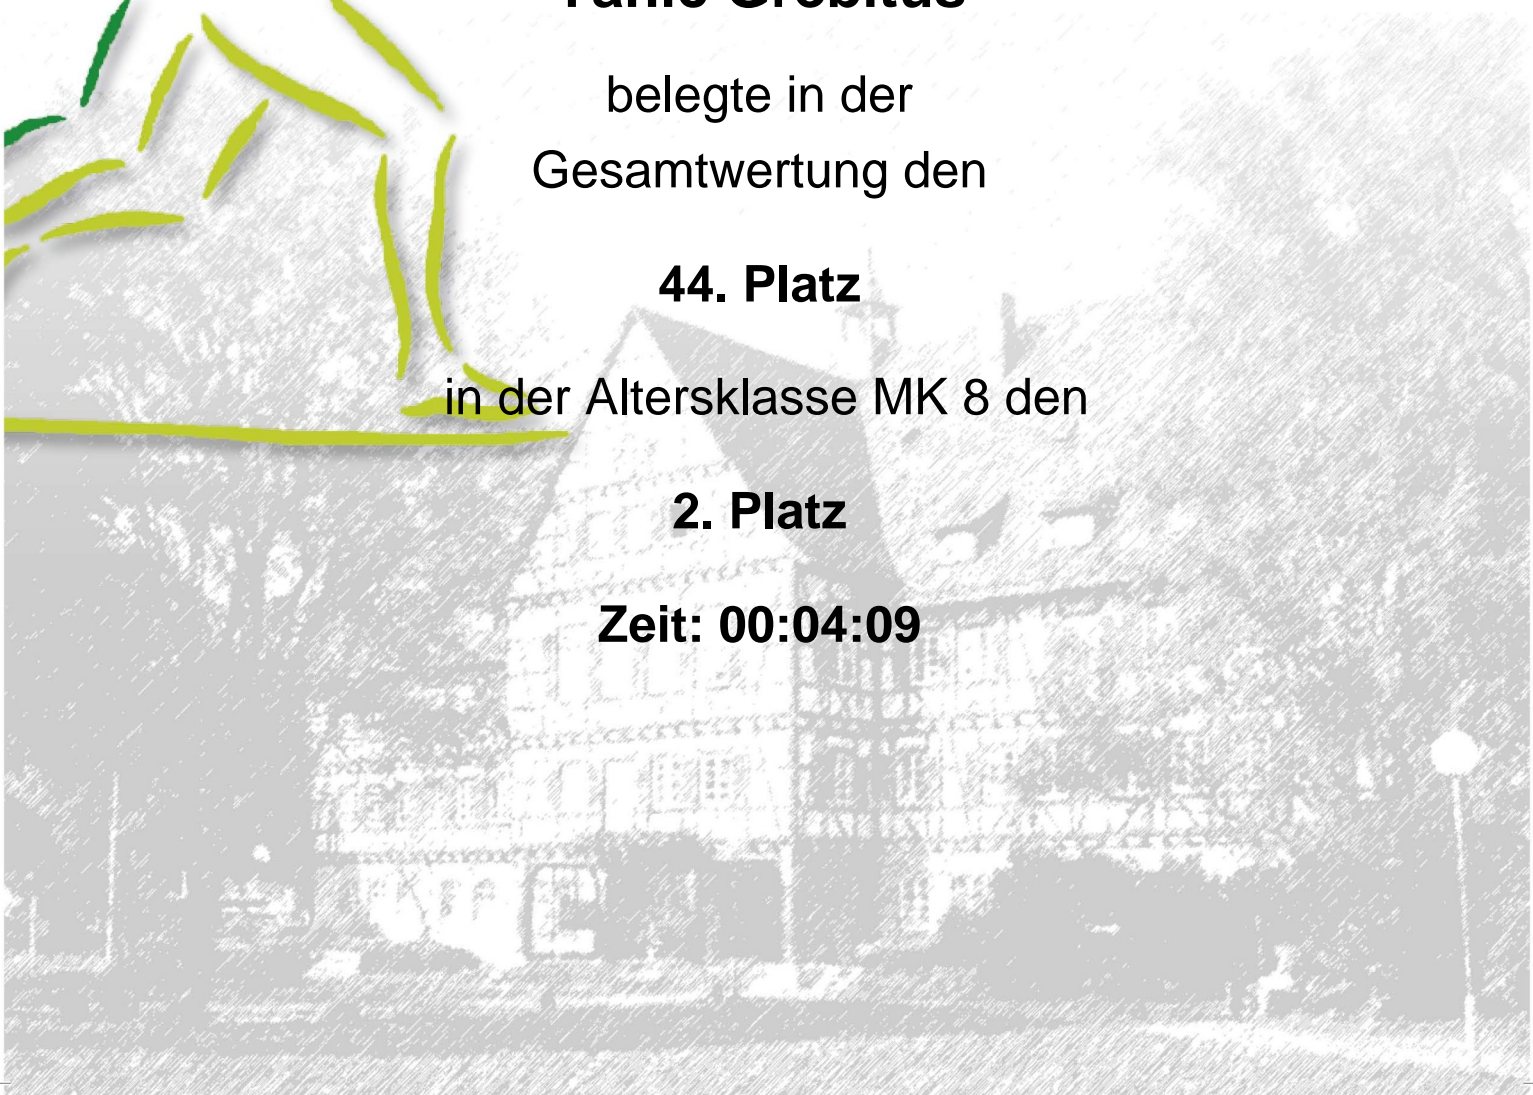 belegte in der
Gesamtwertung den
44. Platz
in der Altersklasse MK 8 den
2. Platz
Zeit: 00:04:09